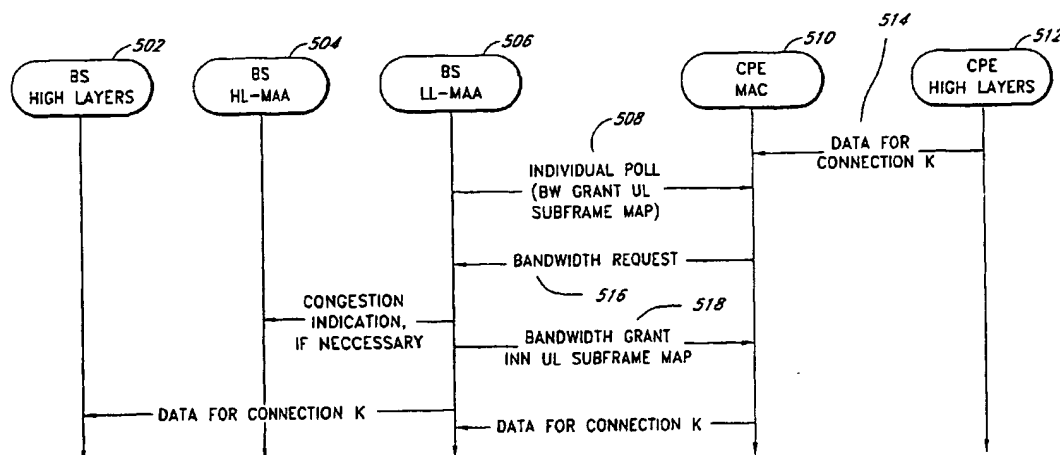 502
BS
HIGH LAYERS
504
BS
HL-MAA
506
BS
LL-MAA
510
CPE
MAC
514
512
CPE
HIGH LAYERS
508
DATA FOR
CONNECTION K
INDIVIDUAL POLL
(BW GRANT UL
SUBFRAME MAP)
BANDWIDTH REQUEST
516
CONGESTION
INDICATION,
IF NECCESSARY
518
BANDWIDTH GRANT
INN UL SUBFRAME MAP
DATA FOR CONNECTION K
DATA FOR CONNECTION K